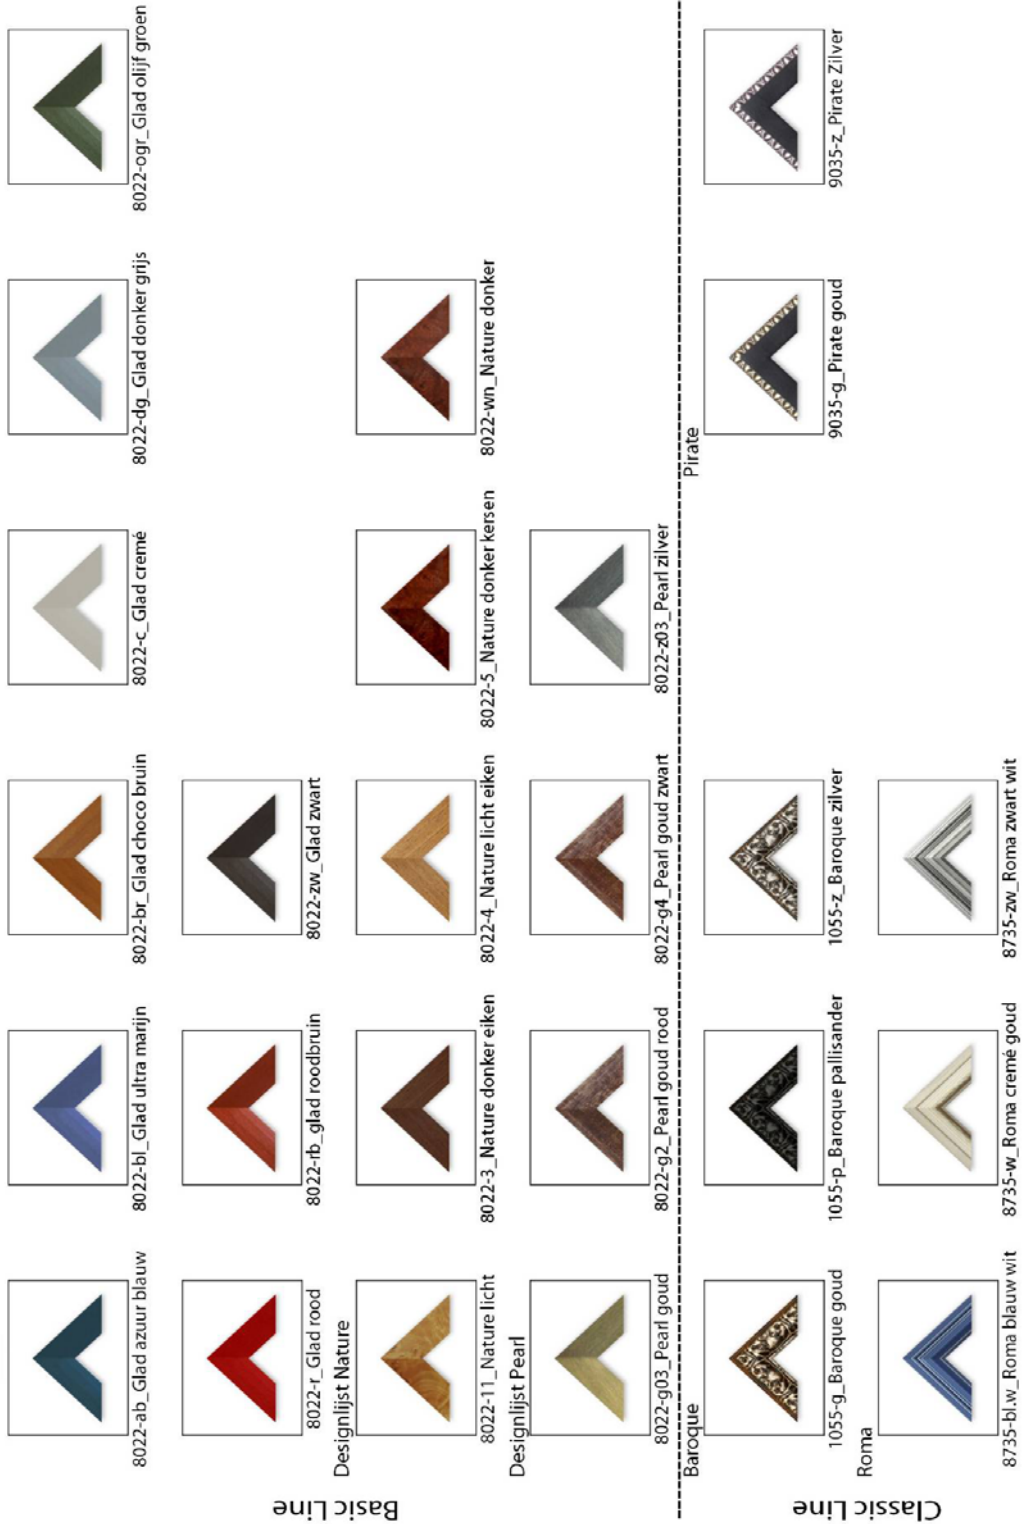 Basic Line
8022-ab_Glad azuur blauw
8022-bl_Glad ultra marijn
8022-br_Glad choco bruin
8022-c_Glad cremé
8022-dg_Glad donker grijs
8022-ogr_Glad olijf groen
8022-r_Glad rood
8022-rb_glad roodbruin
8022-zw_Glad zwart
Designlijst Nature
8022-11_Nature licht
8022-3_Nature donker eiken
8022-4_Nature licht eiken
8022-5_Nature donker kersen
8022-wn_Nature donker
Designlijst Pearl
8022-g03_Pearl goud
8022-g2_Pearl goud rood
8022-g4_Pearl goud zwart
8022-z03_Pearl zilver
Classic Line
Baroque
Pirate
1055-g_Baroque goud
1055-p_Baroque pallisander
1055-z_Baroque zilver
9035-g_Pirate goud
9035-z_Pirate Zilver
Roma
8735-bl.w_Roma blauw wit
8735-w_Roma cremé goud
8735-zw_Roma zwart wit